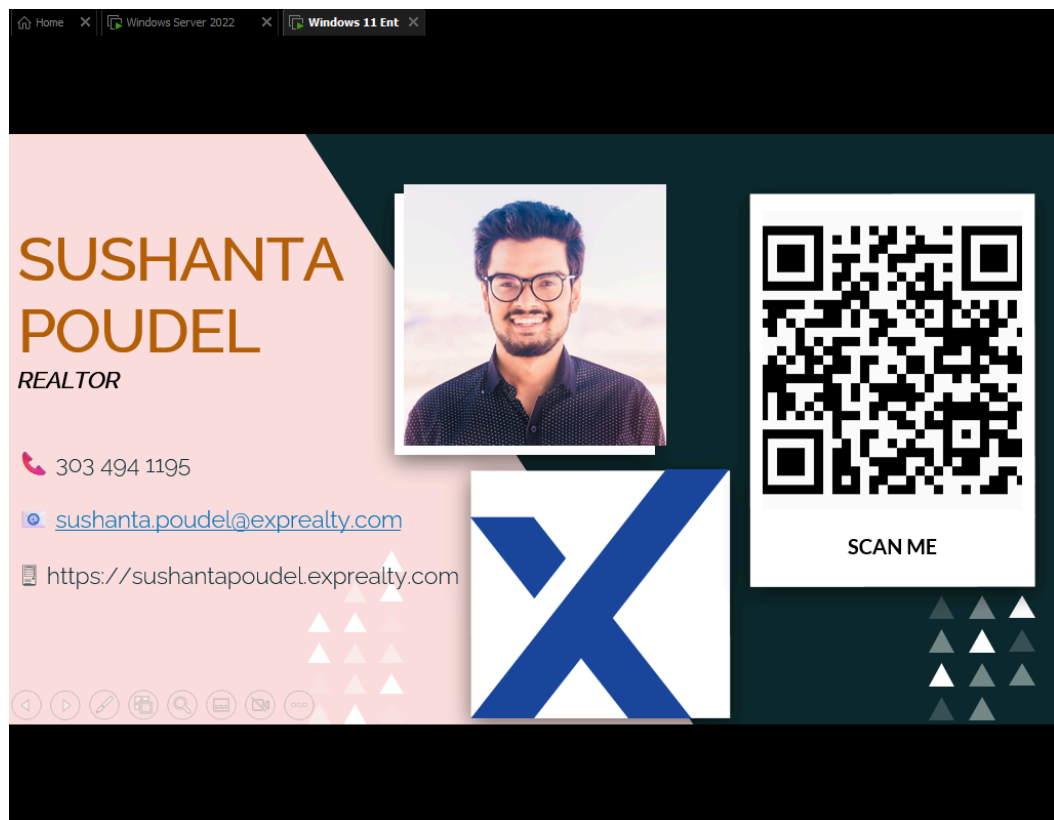 Home
Windows Server 2022
Windows 11 Ent
SUSHANTA
POUDEL
REALTOR
303 494 1195
sushanta.poudel@exprealty.com
https://sushantapoudel.exprealty.com
SCAN ME